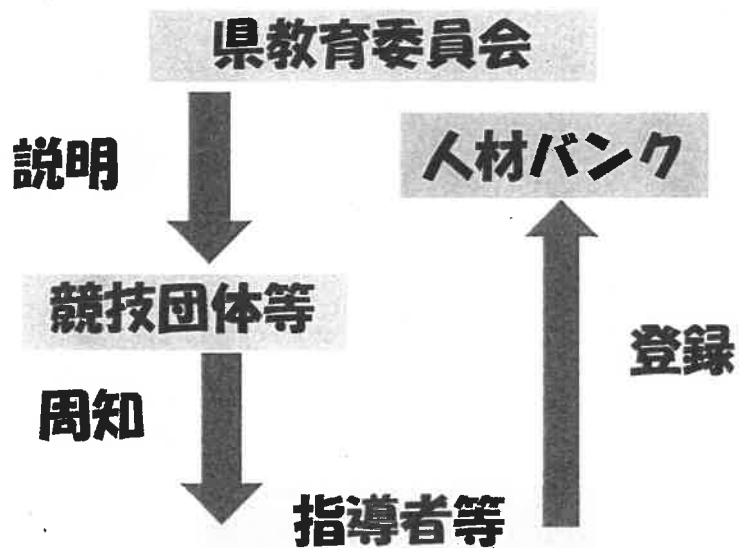 県教育委員会
説明
人材バンク
競技団体等
登録
周知
指導者等